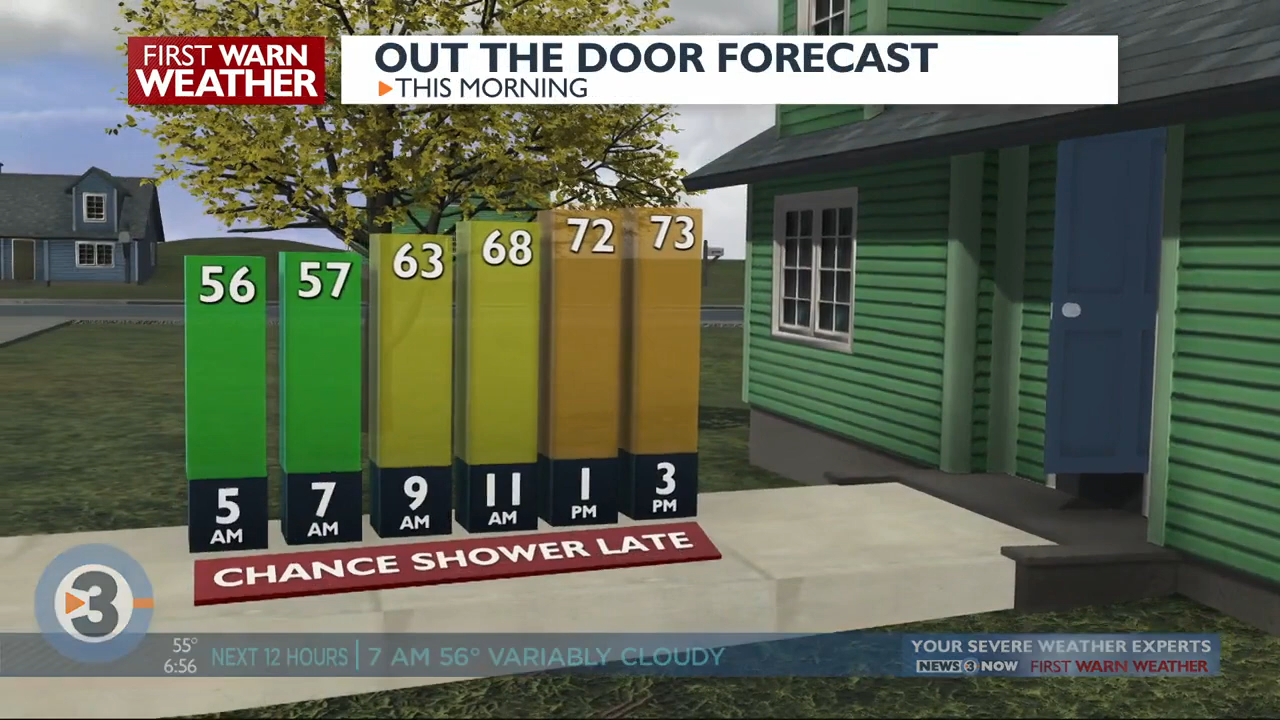 FIRST WARN
WEATHER
OUT THE DOOR FORECAST
THIS MORNING
56
57
63
68
72
73
5
AM
7
AM
9
AM
11
AM
1
PM
3
PM
CHANCE SHOWER LATE
3
55°
6:56
NEXT 12 HOURS
7 AM 56° VARIABLY CLOUDY
YOUR SEVERE WEATHER EXPERTS
NEWS 3 NOW FIRST WARN WEATHER